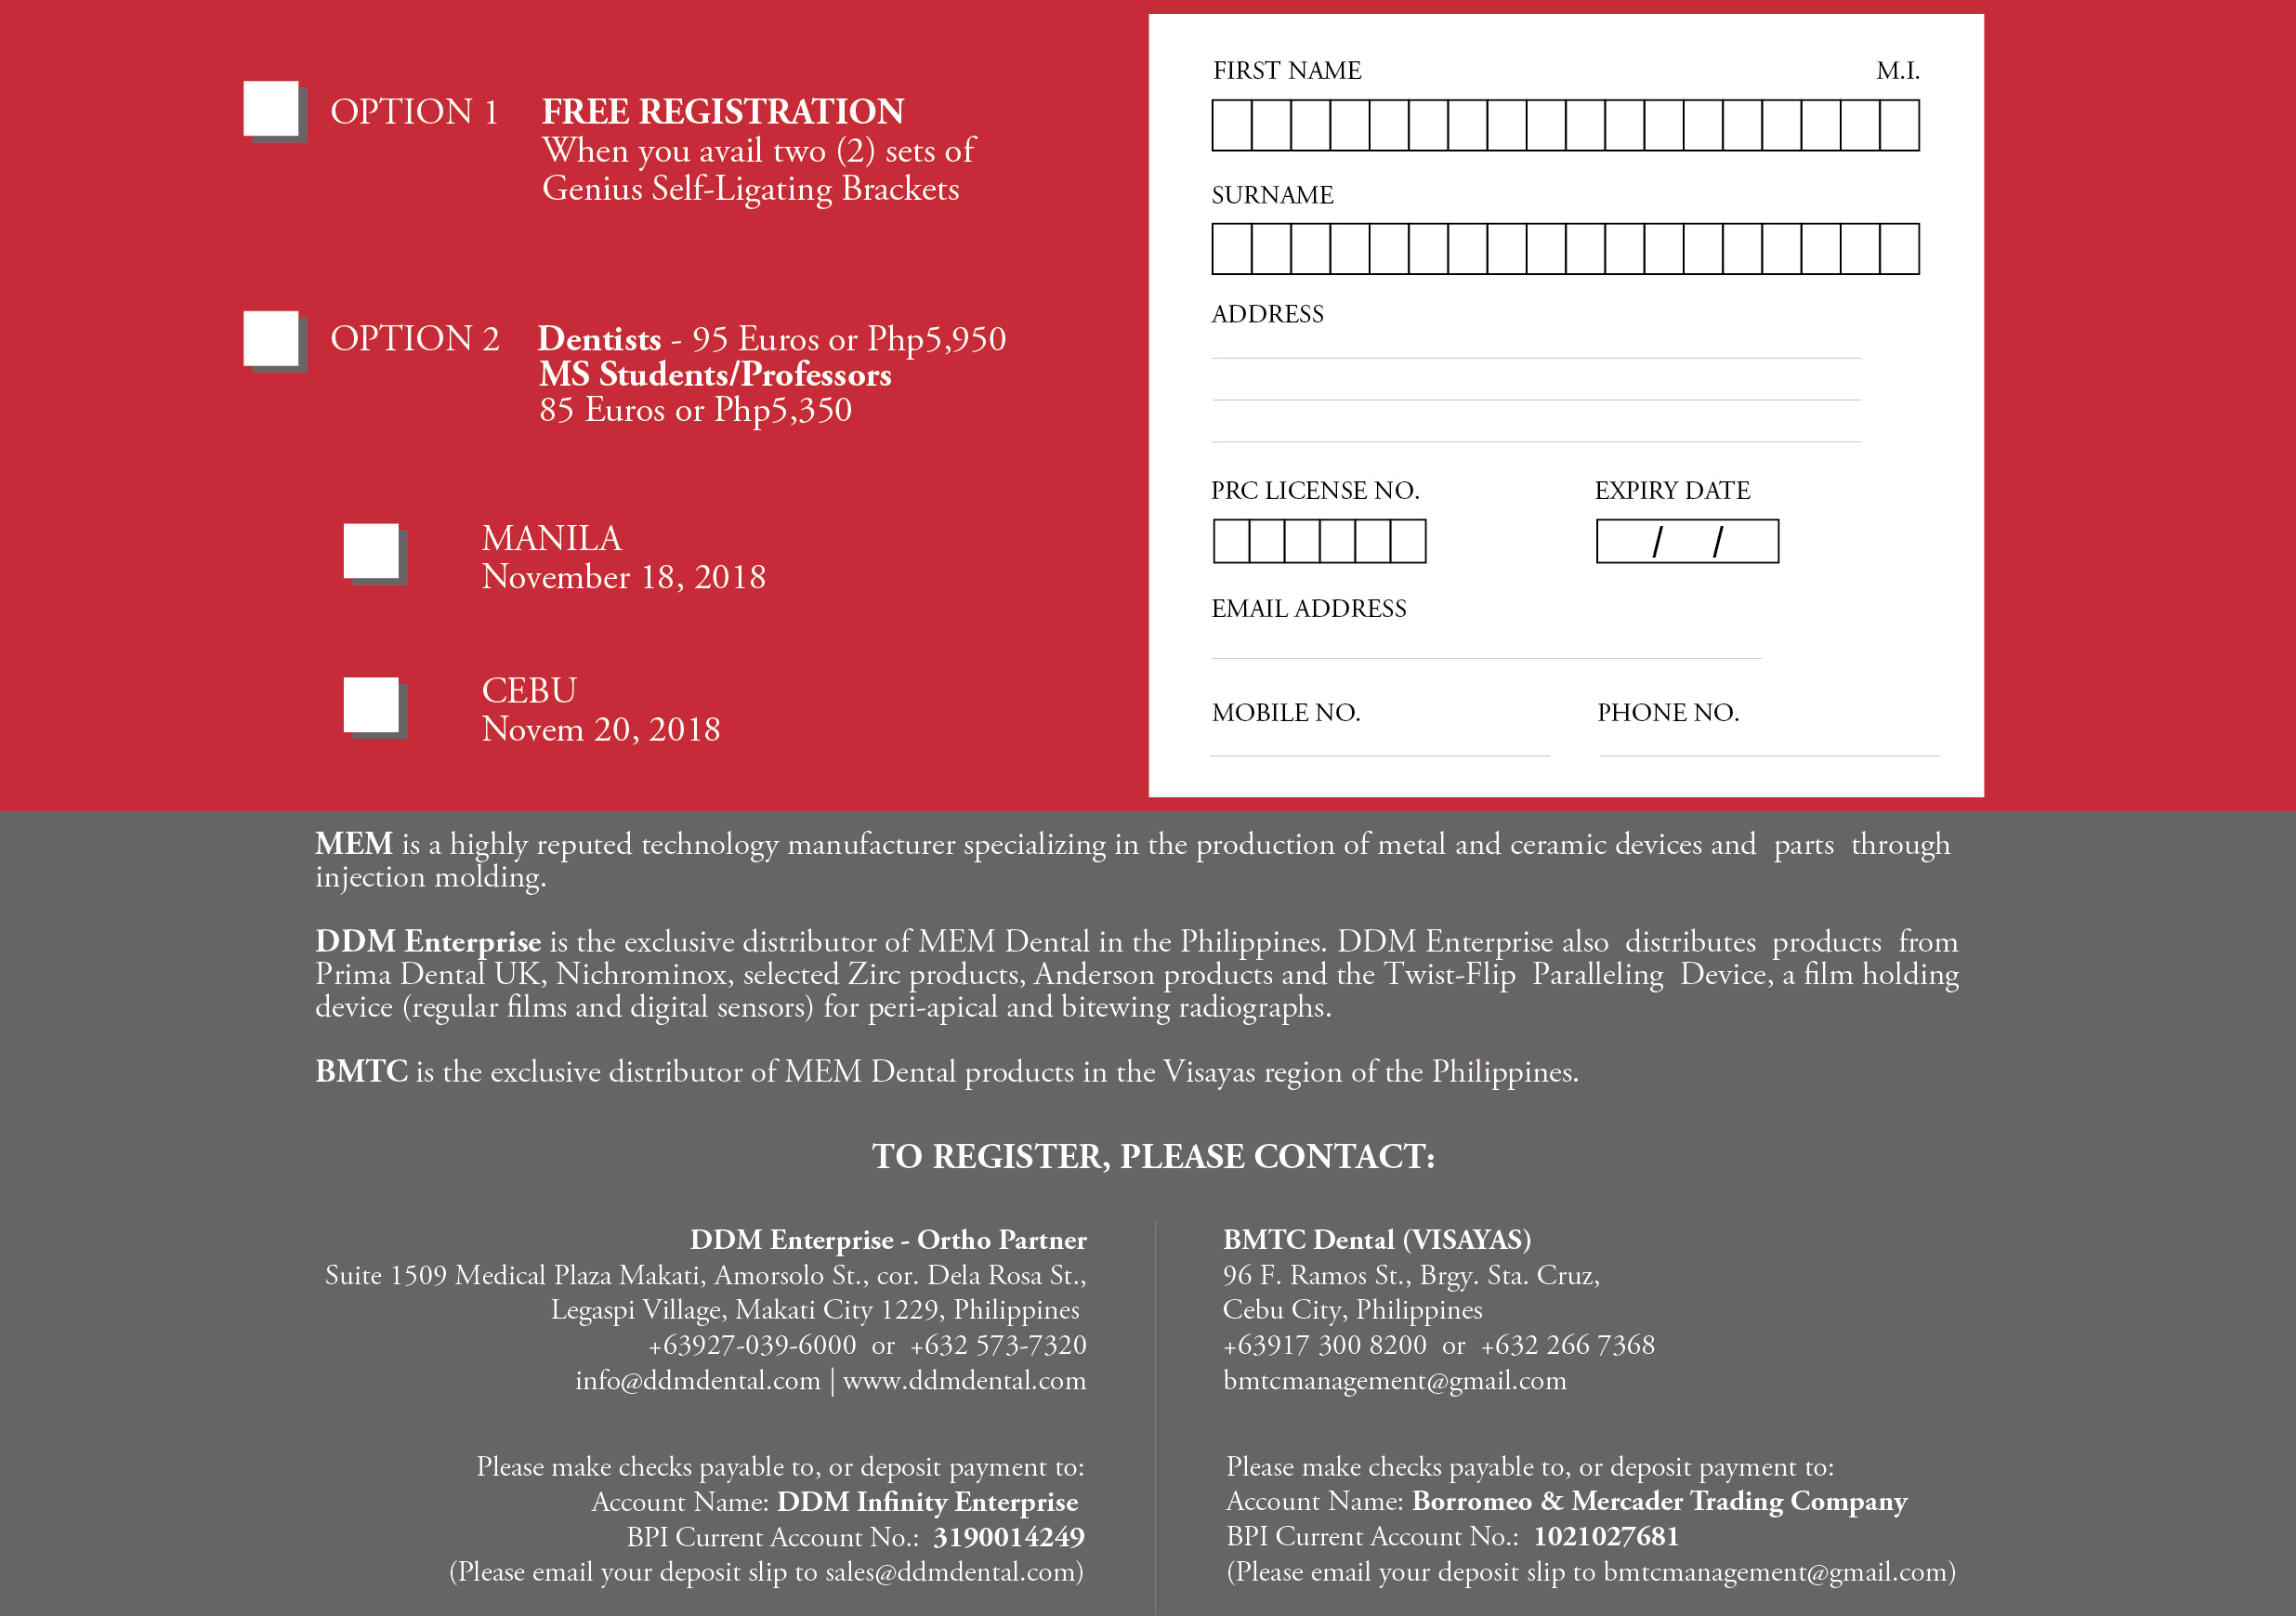 OPTION 1 FREE REGISTRATION
When you avail two (2) sets of
Genius Self-Ligating Brackets
OPTION 2 Dentists - 95 Euros or Php5,950
MS Students/Professors
85 Euros or Php5,350
MANILA
November 18, 2018
CEBU
Novem 20, 2018
FIRST NAME M.I.
SURNAME
ADDRESS
PRC LICENSE NO. EXPIRY DATE
/ /
EMAIL ADDRESS
MOBILE NO. PHONE NO.
MEM is a highly reputed technology manufacturer specializing in the production of metal and ceramic devices and parts through
injection molding.
DDM Enterprise is the exclusive distributor of MEM Dental in the Philippines. DDM Enterprise also distributes products from
Prima Dental UK, Nichrominox, selected Zirc products, Anderson products and the Twist-Flip Paralleling Device, a film holding
device (regular films and digital sensors) for peri-apical and bitewing radiographs.
BMTC is the exclusive distributor of MEM Dental products in the Visayas region of the Philippines.
TO REGISTER, PLEASE CONTACT:
DDM Enterprise - Ortho Partner
Suite 1509 Medical Plaza Makati, Amorsolo St., cor. Dela Rosa St.,
Legaspi Village, Makati City 1229, Philippines
+63927-039-6000 or +632 573-7320
info@ddmdental.com | www.ddmdental.com
Please make checks payable to, or deposit payment to:
Account Name: DDM Infinity Enterprise
BPI Current Account No.: 3190014249
(Please email your deposit slip to sales@ddmdental.com)
BMTC Dental (VISAYAS)
96 F. Ramos St., Brgy. Sta. Cruz,
Cebu City, Philippines
+63917 300 8200 or +632 266 7368
bmtcmanagement@gmail.com
Please make checks payable to, or deposit payment to:
Account Name: Borromeo & Mercader Trading Company
BPI Current Account No.: 1021027681
(Please email your deposit slip to bmtcmanagement@gmail.com)